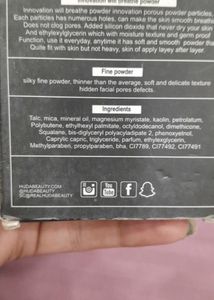 Innovation will breathe powder
Innovation will breathe powder innovation porous powder particles,
Each particles has numerous holes, can make the skin smooth breathe.
Does not clog pores. Added silicon dioxide that never dry your skin
And ethylexylglycerin which with moisture texture and germ proof
Function, use it everyday, anytime it has soft and smooth powder that
Quite fit with skin but not heavy, skin of apply layey after layer.
Fine powder
silky fine powder, thinner than the average, soft and delicate texture
hidden facial pores defects.
Ingredients
Talc, mica, mineral oil, magnesium myristate, kaolin, petrolatum,
Polybutene, ethylhexyl palmitate, octyldodecanol, dimethicone,
Squalane, bis-diglyceryl polyacyladipate 2, phenoxyetnol,
Caprylic capric, triglyceride, parfum, ethylexglycerin,
Methylparaben, propylparaben, bha, CI77891, CI77492, CI77491
HUDABEAUTY.COM
@HUDABEAUTY
SC@REALHUDABEAUTY
You
Tube
f